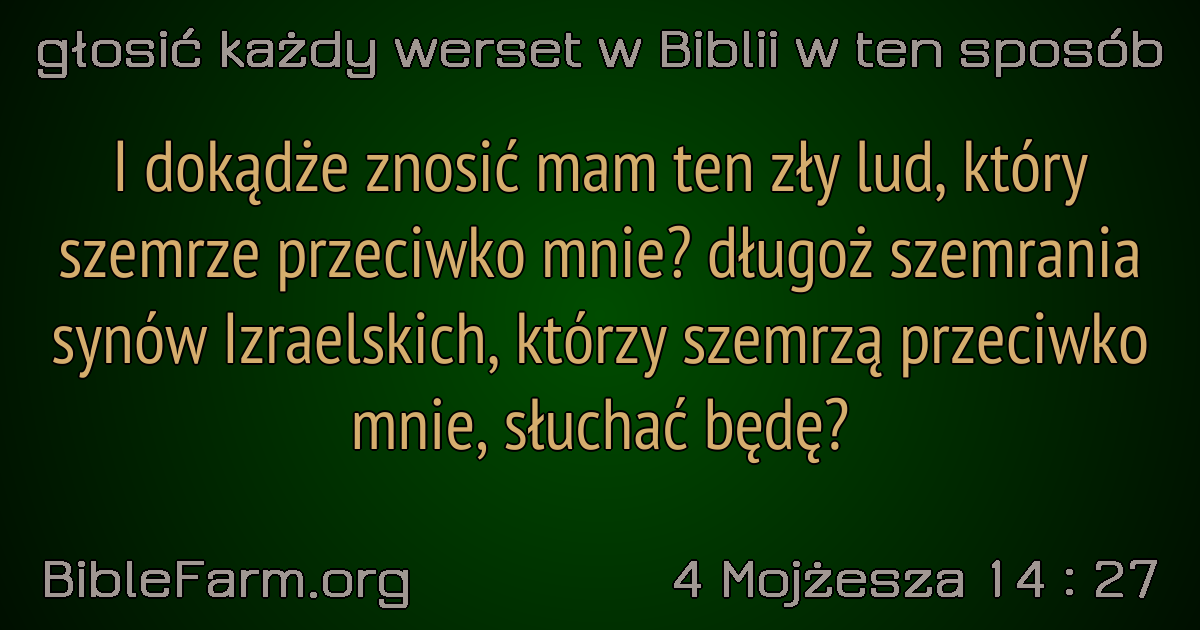 głosić każdy werset w Biblii w ten sposób
I dokądże znosić mam ten zły lud, który
szemrze przeciwko mnie? długoż szemrania
synów Izraelskich, którzy szemrzą przeciwko
mnie, słuchać będę?
BibleFarm.org
4 Mojżesza 14 : 27